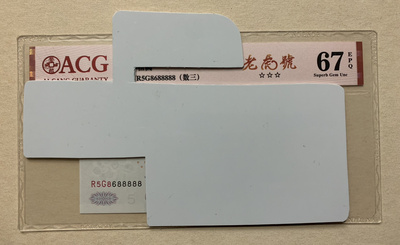 ACG
老虎號
67
EPQ
R5G8688888（数三）
☆☆☆
Superb Gem Unc
R5G8688888